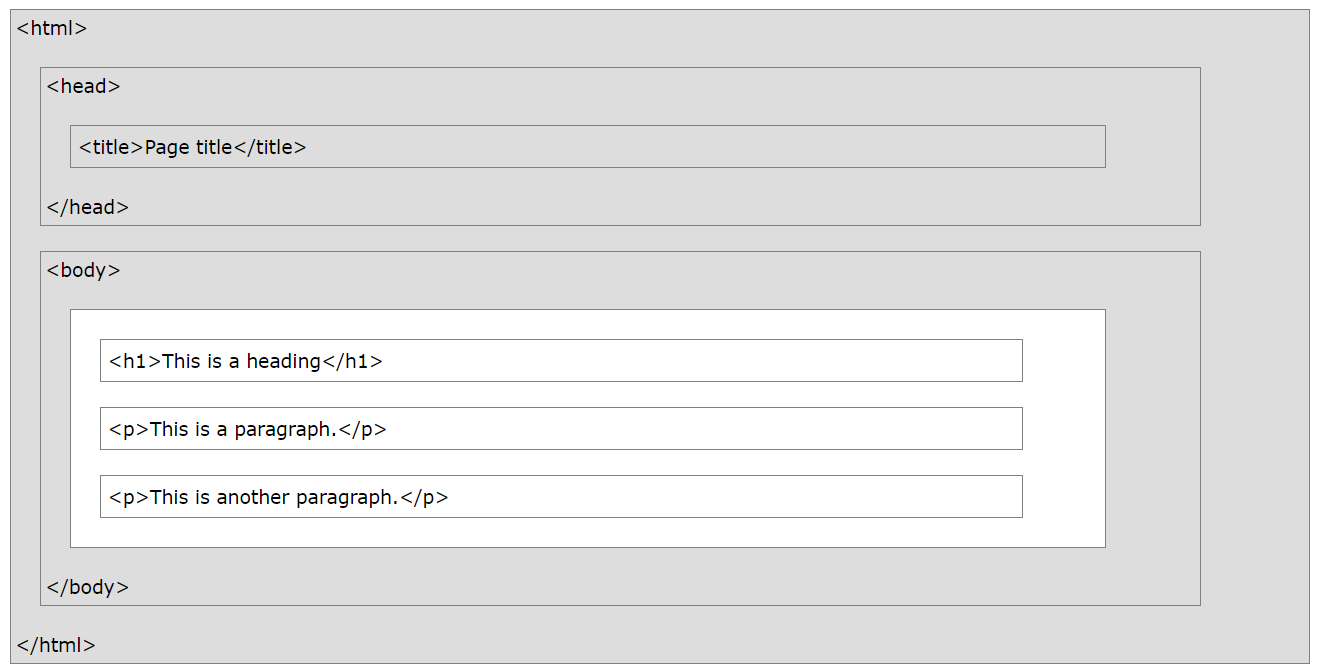 <html>
<head>
<title>Page title</title>
</head>
<body>
<h1>This is a heading</h1>
<p>This is a paragraph.</p>
<p>This is another paragraph.</p>
</body>
</html>